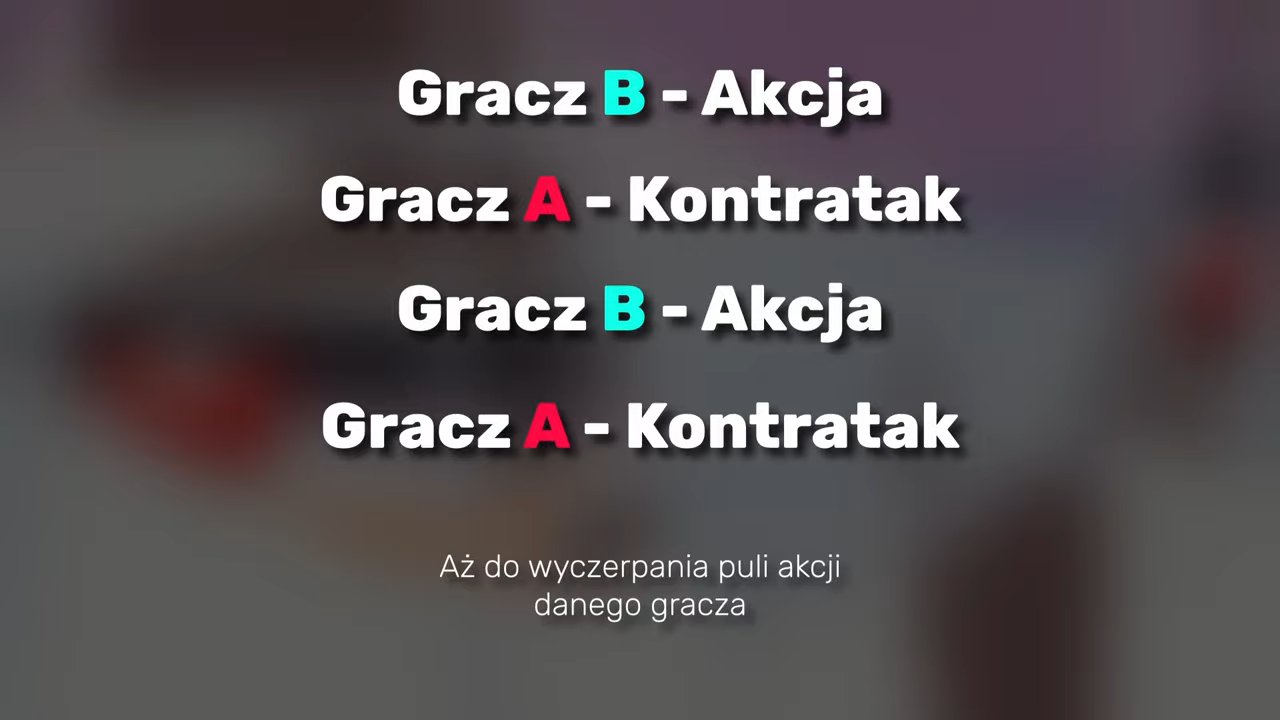 Gracz B - Akcja
Gracz A - Kontratak
Gracz B - Akcja
Gracz A - Kontratak
Aż do wyczerpania puli akcji
danego gracza